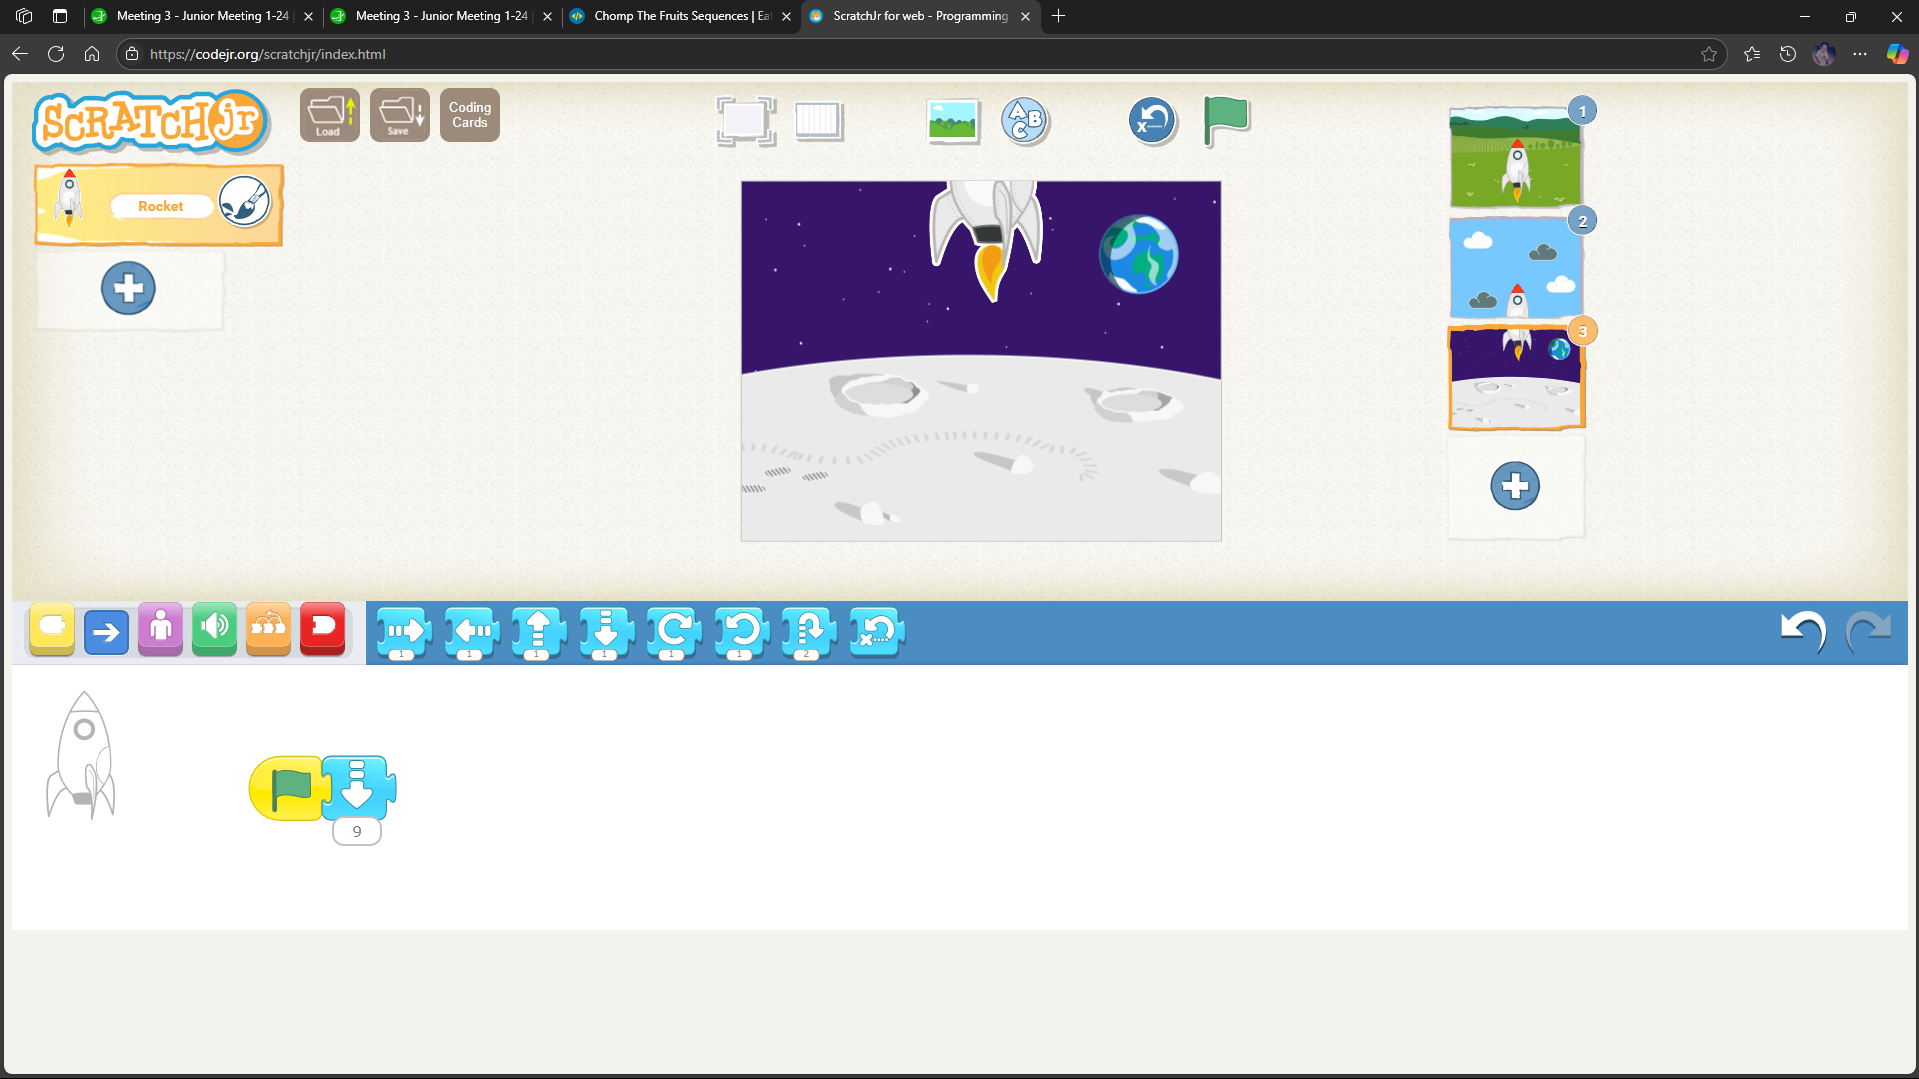 Meeting 3 - Junior Meeting 1-24
Meeting 3 - Junior Meeting 1-24
Chomp The Fruits Sequences | Ea
ScratchJr for web - Programming
https://codejr.org/scratchjr/index.html
SCRATCHJr
Load
Save
Coding
Cards
A
B
C
x
1
Rocket
2
3
1
1
1
1
1
1
2
x
9